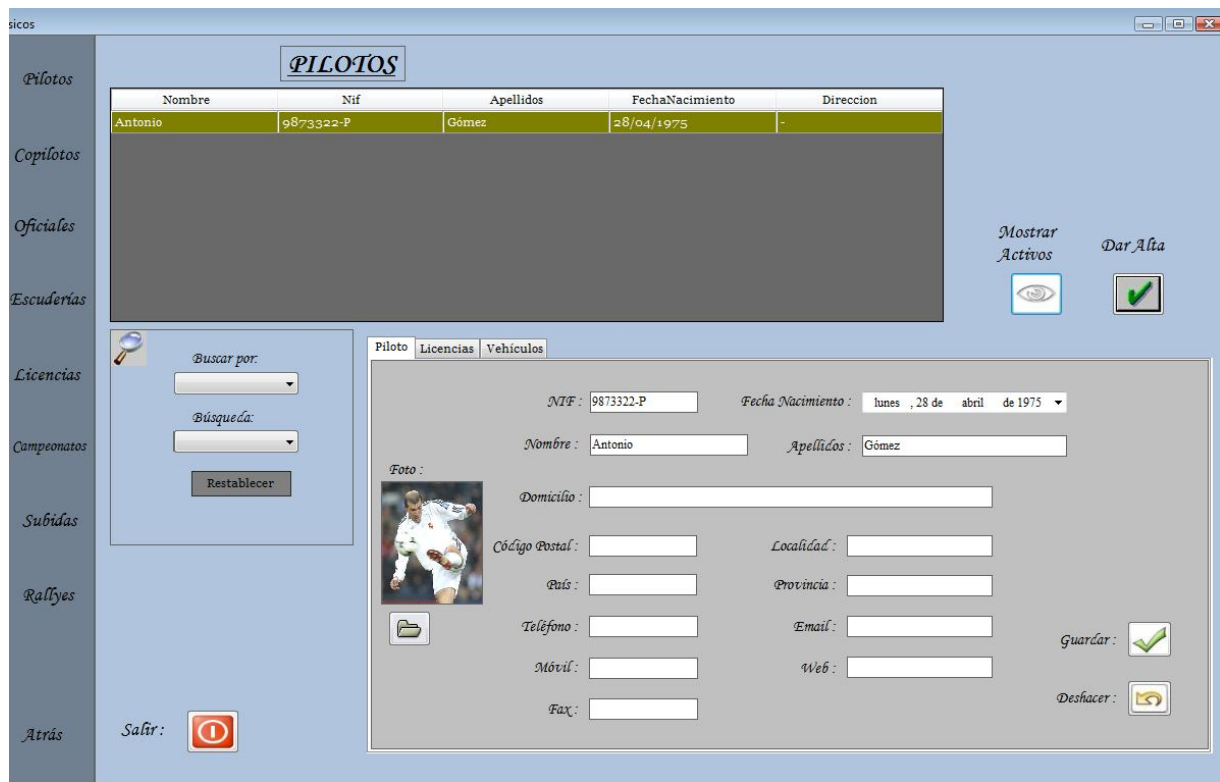 sicos
Pilotos
Copilotos
Oficiales
Escuderías
Licencias
Campeonatos
Subidas
Rallyes
Atrás
PILOTOS
Nombre Nif Apellidos FechaNacimiento Direccion
Antonio 9873322-P Gómez 28/04/1975 -
Mostrar
Activos
Dar Alta
Buscar por:
Búsqueda:
Restablecer
Salir :
Piloto Licencias Vehículos
NIF : 9873322-P Fecha Nacimiento : lunes , 28 de abril de 1975
Nombre : Antonio Apellidos : Gómez
Foto :
Domicilio :
Código Postal : Localidad :
País : Provincia :
Teléfono : Email :
Móvil : Web :
Fax :
Guardar :
Deshacer :